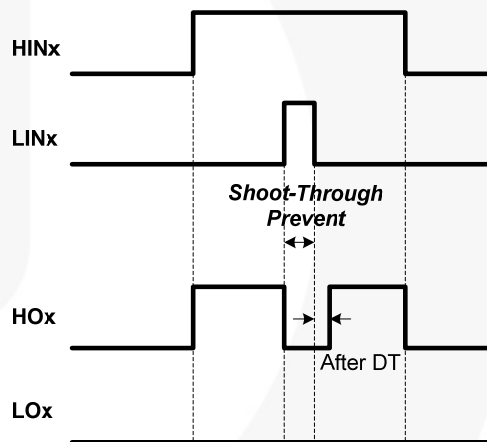 HINx
LINx
Shoot-Through
Prevent
HOx
After DT
LOx